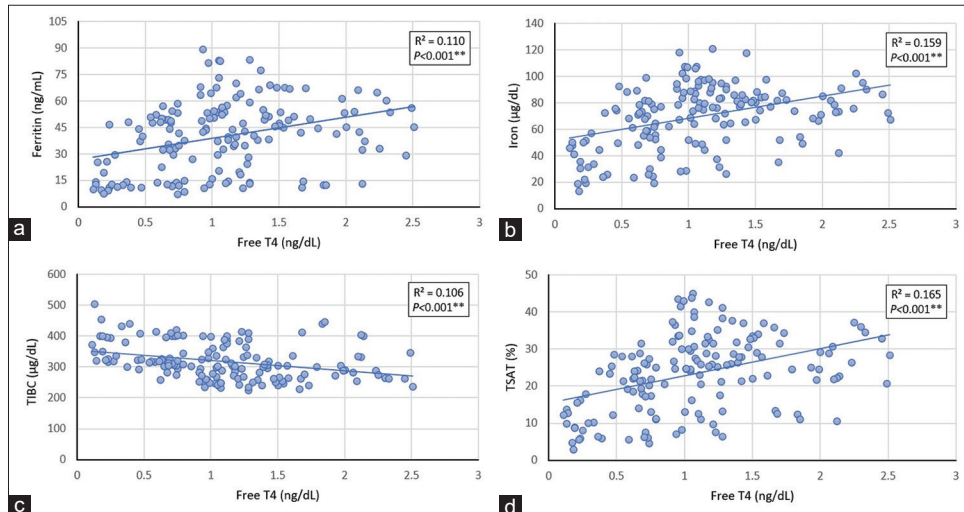 105
90
75
60
45
30
15
0
Ferritin (ng/mL)
R² = 0.110
P<0.001**
0 0.5 1 1.5 2 2.5 3
Free T4 (ng/dL)
a
140
120
100
80
60
40
20
0
Iron (µg/dL)
R² = 0.159
P<0.001**
0 0.5 1 1.5 2 2.5 3
Free T4 (ng/dL)
b
600
500
400
300
200
100
0
TIBC (µg/dL)
R² = 0.106
P<0.001**
0 0.5 1 1.5 2 2.5 3
Free T4 (ng/dL)
c
50
40
30
20
10
0
TSAT (%)
R² = 0.165
P<0.001**
0 0.5 1 1.5 2 2.5 3
Free T4 (ng/dL)
d